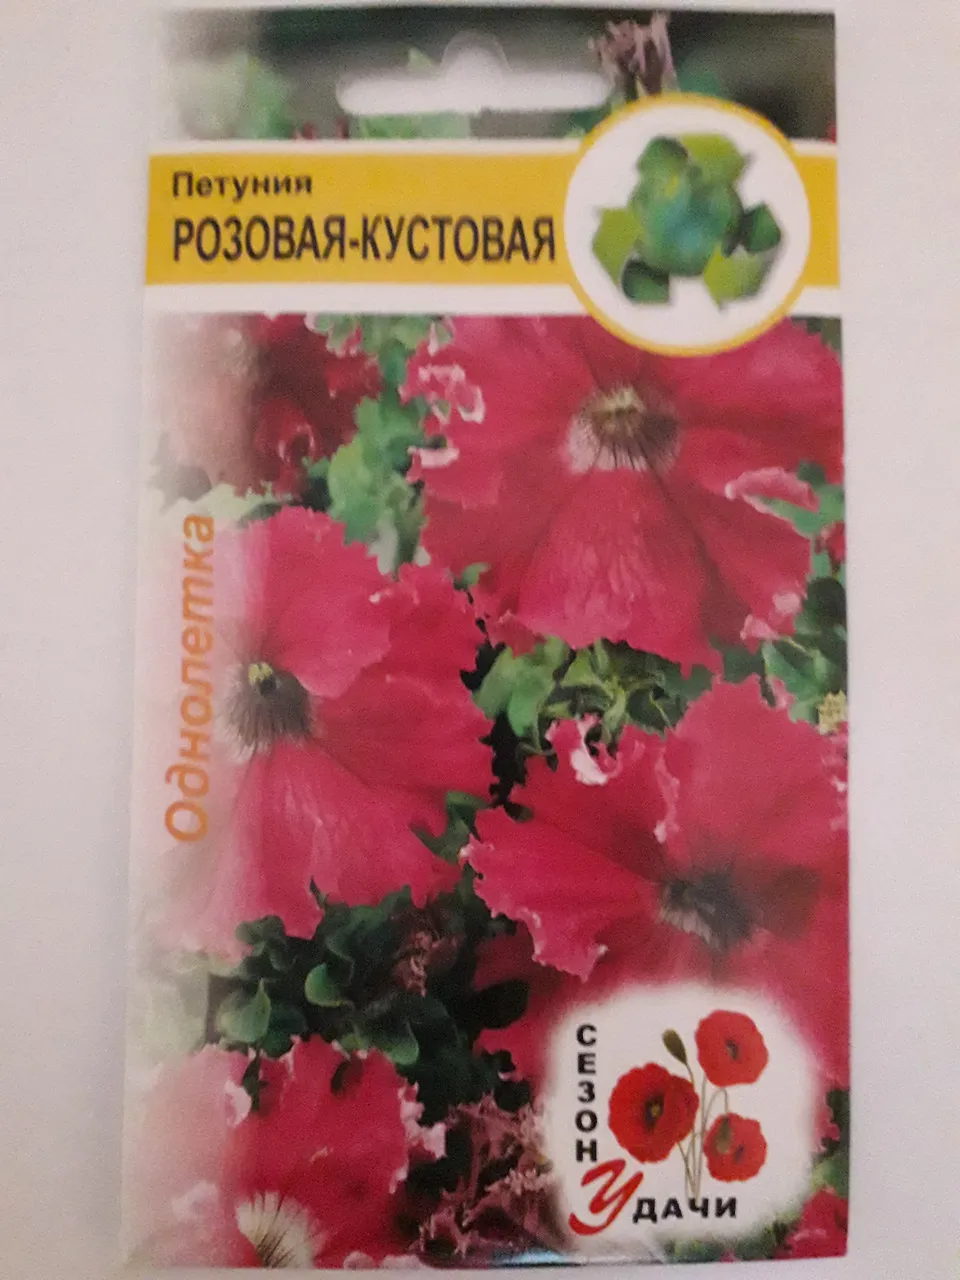 Петуния
РОЗОВАЯ-КУСТОВАЯ
Однолетка
СЕЗОН
УДАЧИ